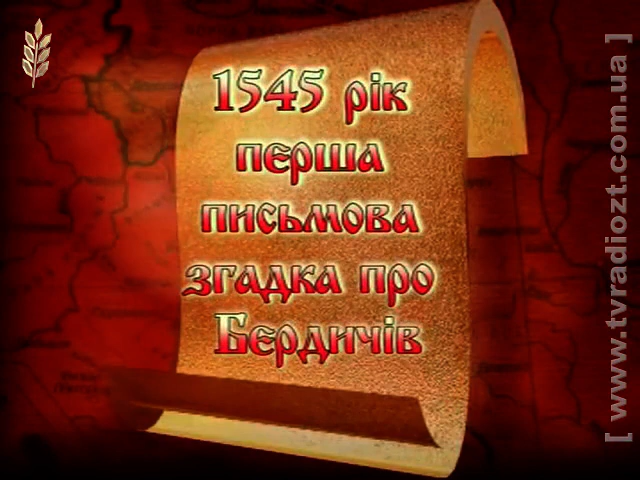 1545 рік
перша
письмова
згадка про
Бердичів
[ www.tvradiozt.com.ua ]